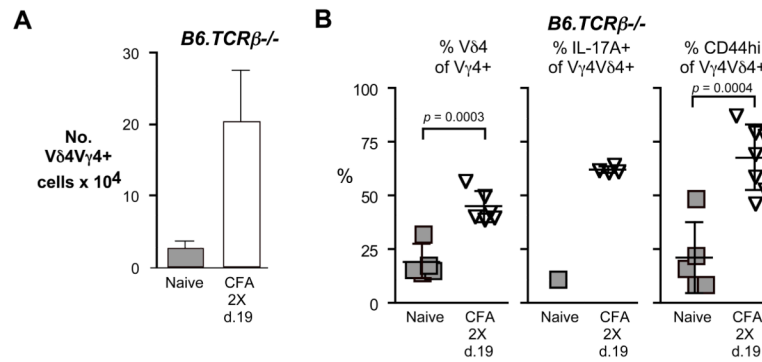 A
B6.TCRβ-/-
30
20
10
0
No.
Vδ4Vγ4+
cells x 10⁴
Naive
CFA
2X
d.19
B
B6.TCRβ-/-
% Vδ4
of Vγ4+
% IL-17A+
of Vγ4Vδ4+
% CD44hi
of Vγ4Vδ4+
100
75
50
25
0
%
p = 0.0003
p = 0.0004
Naive
CFA
2X
d.19
Naive
CFA
2X
d.19
Naive
CFA
2X
d.19